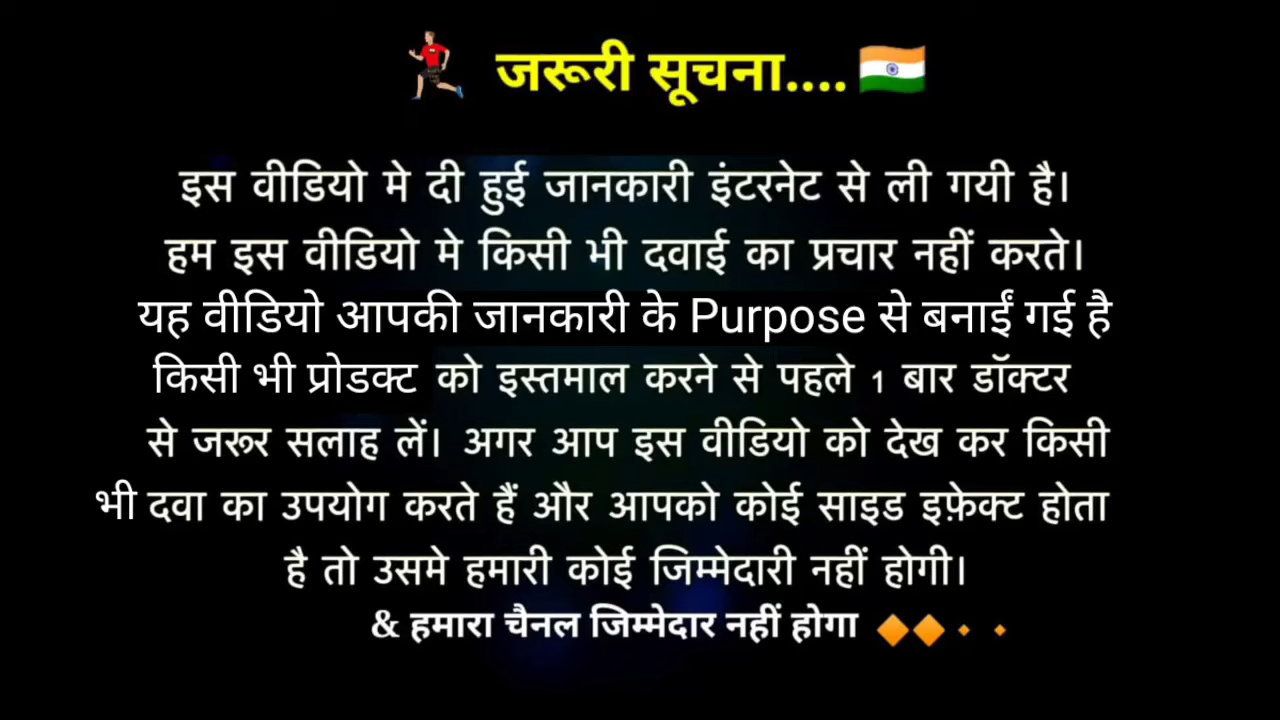 जरूरी सूचना....
इस वीडियो मे दी हुई जानकारी इंटरनेट से ली गयी है।
हम इस वीडियो मे किसी भी दवाई का प्रचार नहीं करते।
यह वीडियो आपकी जानकारी के Purpose से बनाईं गई है
किसी भी प्रोडक्ट को इस्तमाल करने से पहले 1 बार डॉक्टर
से जरूर सलाह लें। अगर आप इस वीडियो को देख कर किसी
भी दवा का उपयोग करते हैं और आपको कोई साइड इफ़ेक्ट होता
है तो उसमे हमारी कोई जिम्मेदारी नहीं होगी।
& हमारा चैनल जिम्मेदार नहीं होगा